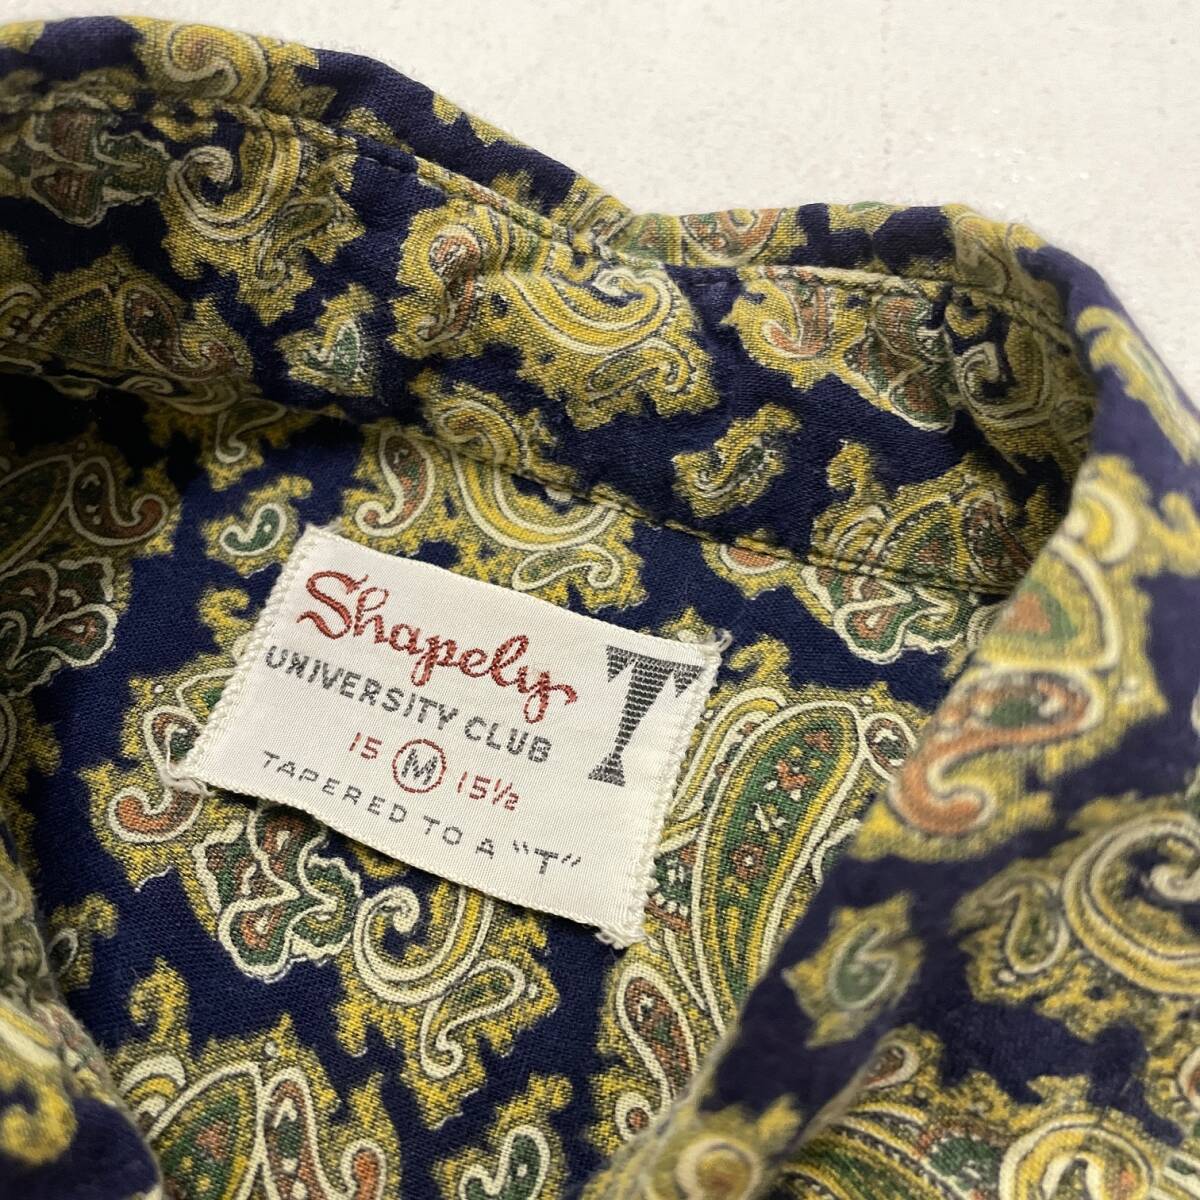 Shapely
T
UNIVERSITY CLUB
15 M 15½
TAPERED TO A "T"